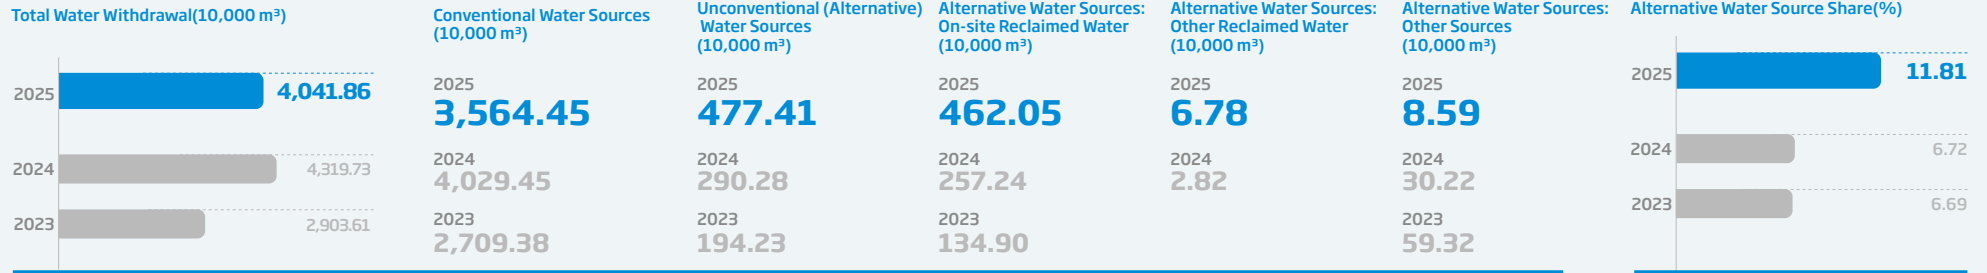 Total Water Withdrawal(10,000 m³)
2025
4,041.86
2024
4,319.73
2023
2,903.61
Conventional Water Sources
(10,000 m³)
2025
3,564.45
2024
4,029.45
2023
2,709.38
Unconventional (Alternative)
Water Sources
(10,000 m³)
2025
477.41
2024
290.28
2023
194.23
Alternative Water Sources:
On-site Reclaimed Water
(10,000 m³)
2025
462.05
2024
257.24
2023
134.90
Alternative Water Sources:
Other Reclaimed Water
(10,000 m³)
2025
6.78
2024
2.82
Alternative Water Sources:
Other Sources
(10,000 m³)
2025
8.59
2024
30.22
2023
59.32
Alternative Water Source Share(%)
2025
11.81
2024
6.72
2023
6.69